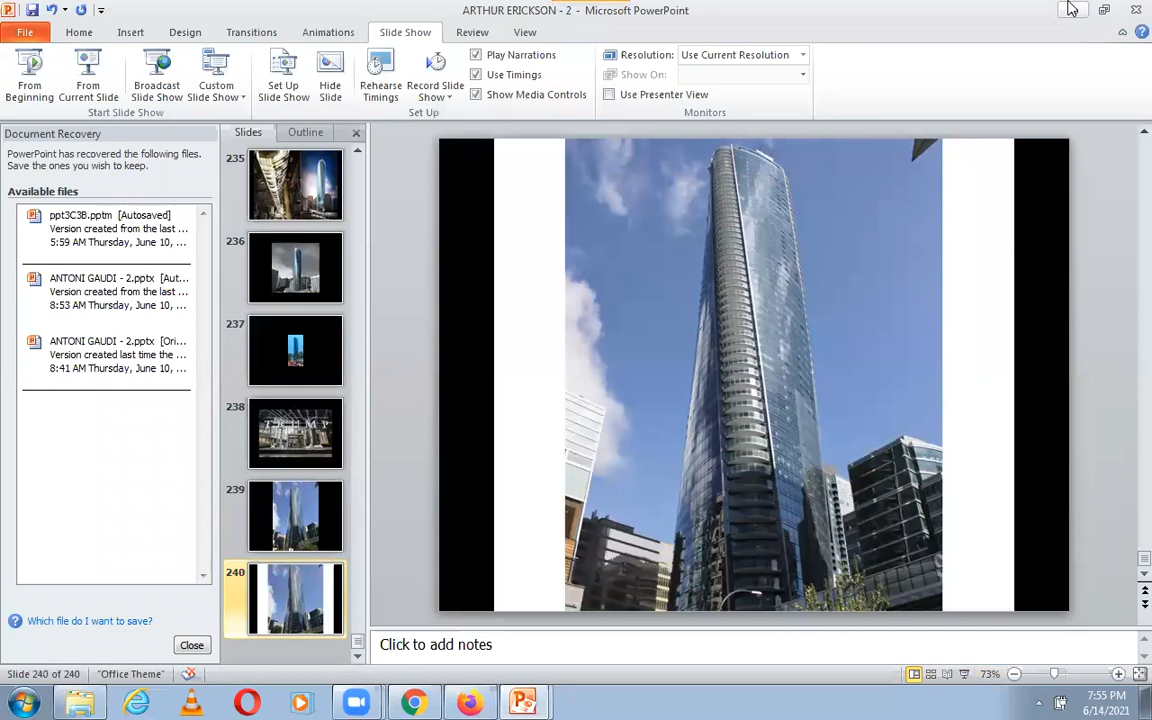 ARTHUR ERICKSON - 2 - Microsoft PowerPoint
File Home Insert Design Transitions Animations Slide Show Review View
From Beginning
From Current Slide
Broadcast Slide Show
Custom Slide Show
Start Slide Show
Set Up Slide Show
Hide Slide
Rehearse Timings
Record Slide Show
Play Narrations
Use Timings
Show Media Controls
Set Up
Resolution: Use Current Resolution
Show On:
Use Presenter View
Monitors
Document Recovery
PowerPoint has recovered the following files.
Save the ones you wish to keep.
Available files
ppt3C3B.pptm [Autosaved]
Version created from the last ...
5:59 AM Thursday, June 10, ...
ANTONI GAUDI - 2.pptx [Aut...
Version created from the last ...
8:53 AM Thursday, June 10, ...
ANTONI GAUDI - 2.pptx [Ori...
Version created last time the ...
8:41 AM Thursday, June 10, ...
Which file do I want to save?
Close
Slides Outline
235
236
237
238
TRUMP
239
240
Click to add notes
Slide 240 of 240 "Office Theme" 73%
7:55 PM
6/14/2021